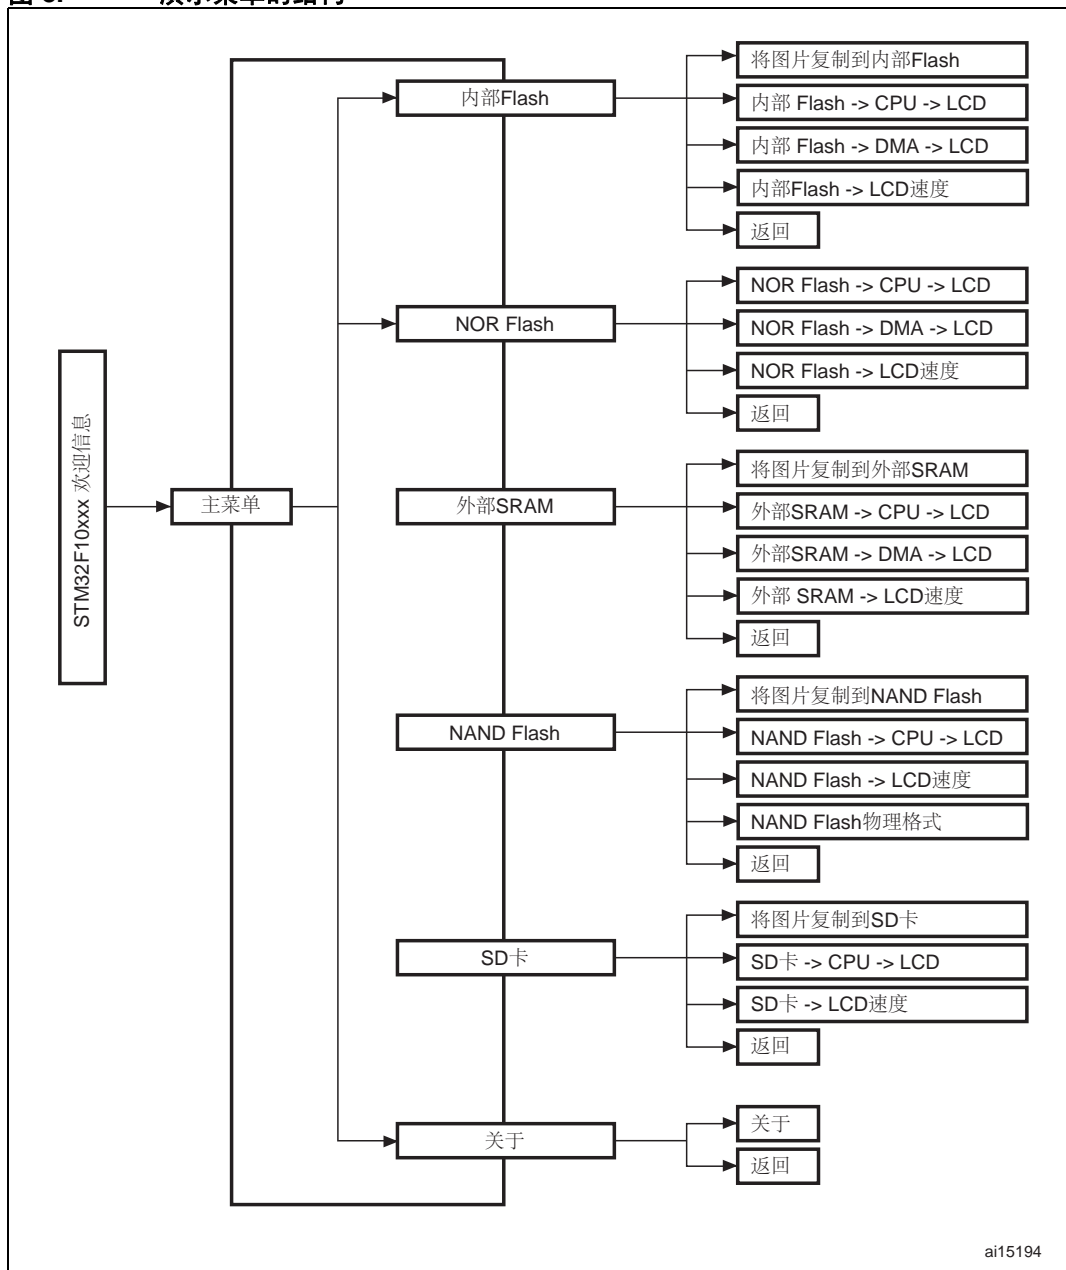 STM32F10xxx 欢迎信息
主菜单
内部Flash
将图片复制到内部Flash
内部 Flash -> CPU -> LCD
内部 Flash -> DMA -> LCD
内部Flash -> LCD速度
返回
NOR Flash
NOR Flash -> CPU -> LCD
NOR Flash -> DMA -> LCD
NOR Flash -> LCD速度
返回
外部SRAM
将图片复制到外部SRAM
外部SRAM -> CPU -> LCD
外部SRAM -> DMA -> LCD
外部 SRAM -> LCD速度
返回
NAND Flash
将图片复制到NAND Flash
NAND Flash -> CPU -> LCD
NAND Flash -> LCD速度
NAND Flash物理格式
返回
SD卡
将图片复制到SD卡
SD卡 -> CPU -> LCD
SD卡 -> LCD速度
返回
关于
关于
返回
ai15194